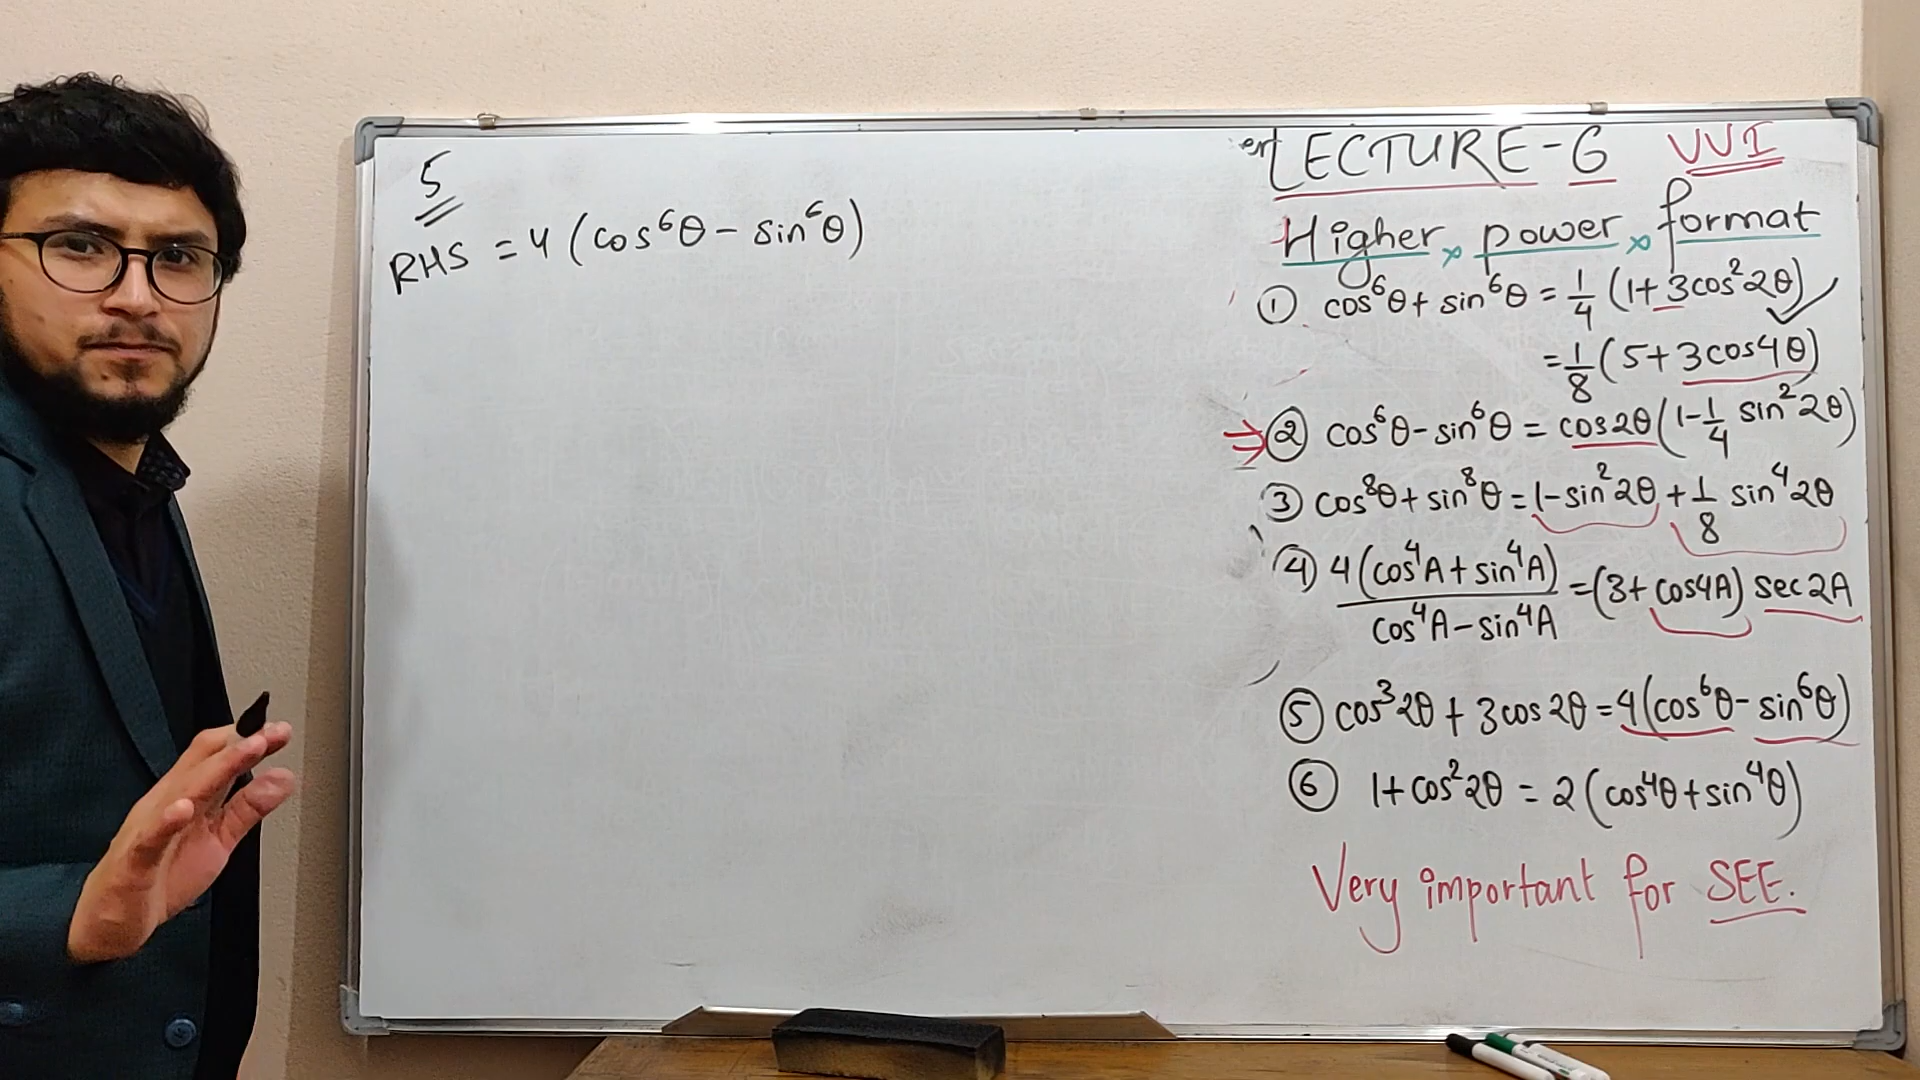 5
RHS = 4 (cos⁶θ - sin⁶θ)
LECTURE-6 VVI
Higher power format
① cos⁶θ + sin⁶θ = 1/4 (1+3cos²2θ)
= 1/8 (5+3cos4θ)
② cos⁶θ - sin⁶θ = cos2θ (1 - 1/4 sin²2θ)
③ cos⁸θ + sin⁸θ = 1 - sin²2θ + 1/8 sin⁴2θ
④ 4(cos⁴A + sin⁴A) / cos⁴A - sin⁴A = (3+cos4A) sec2A
⑤ cos³2θ + 3cos2θ = 4(cos⁶θ - sin⁶θ)
⑥ 1+cos²2θ = 2(cos⁴θ + sin⁴θ)
Very important for SEE.